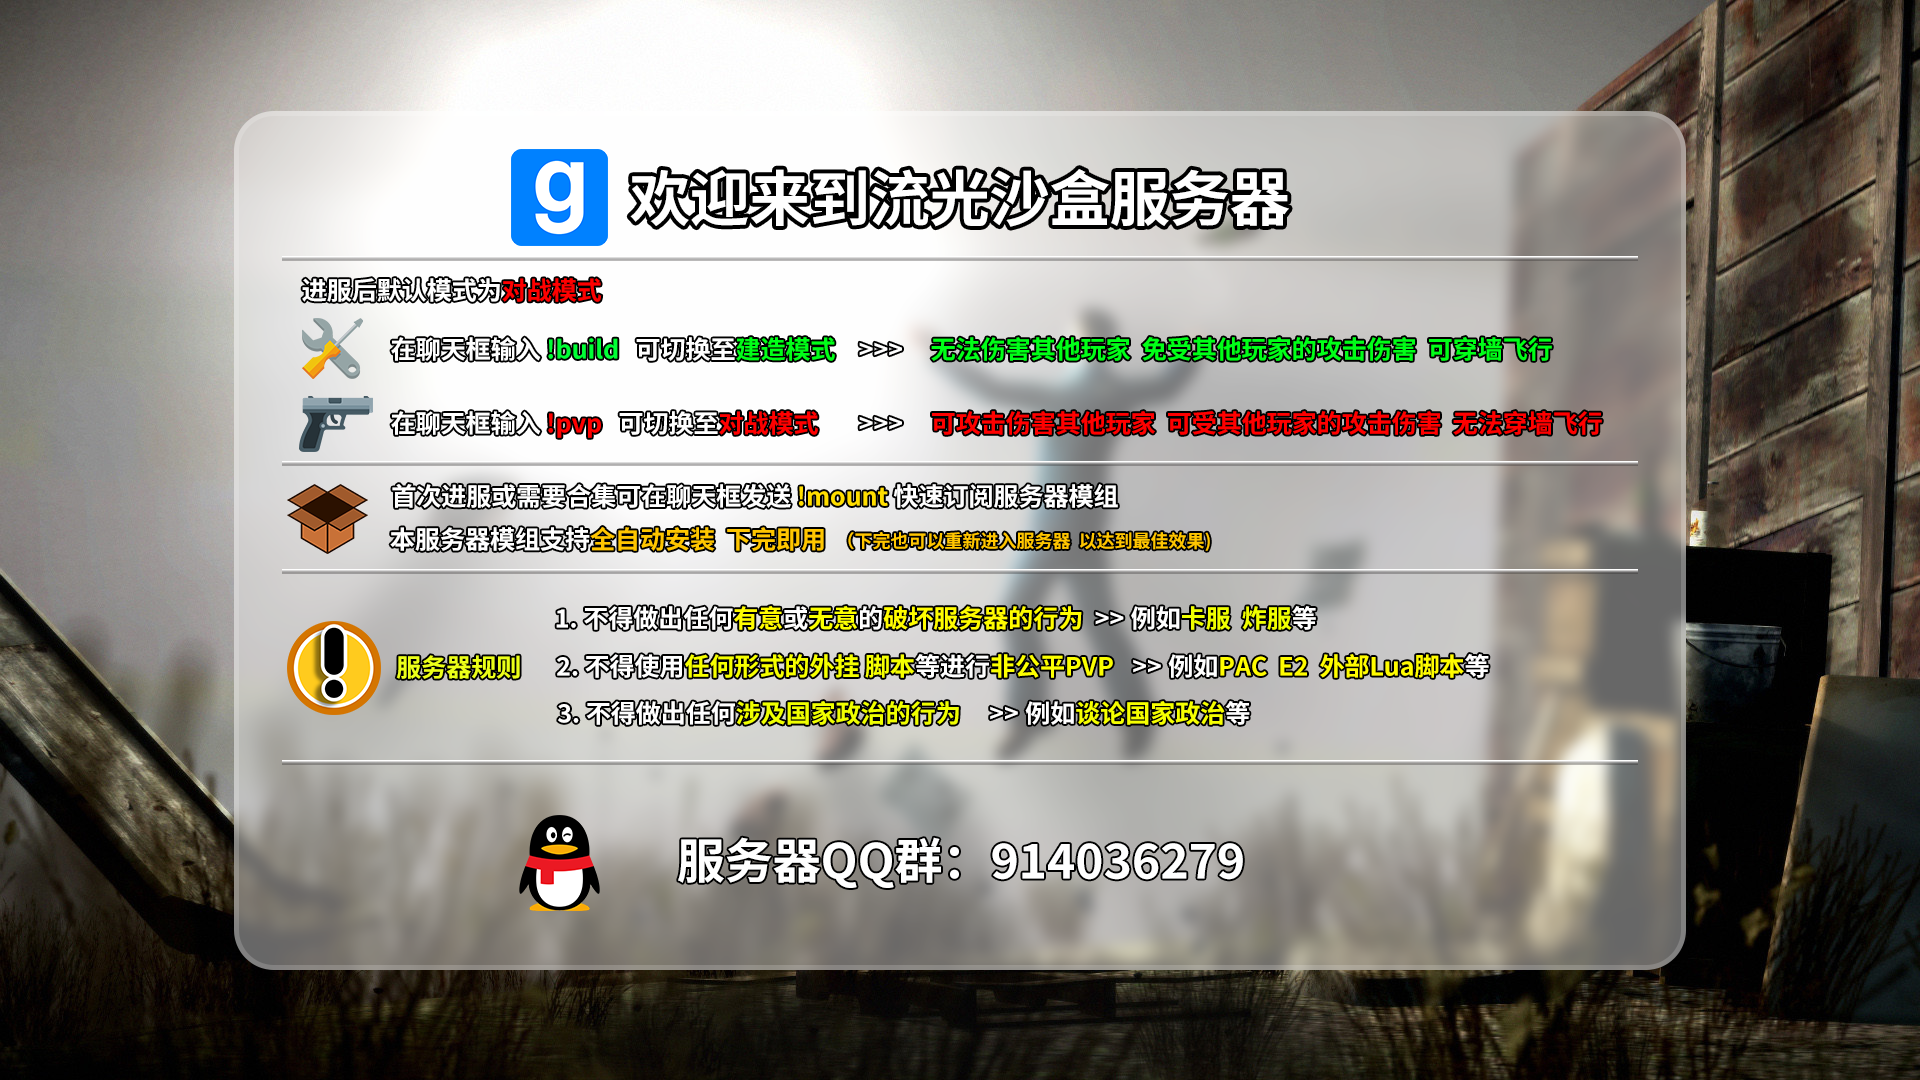 g 欢迎来到流光沙盒服务器
进服后默认模式为对战模式
在聊天框输入 !build 可切换至建造模式 >>> 无法伤害其他玩家 免受其他玩家的攻击伤害 可穿墙飞行
在聊天框输入 !pvp 可切换至对战模式 >>> 可攻击伤害其他玩家 可受其他玩家的攻击伤害 无法穿墙飞行
首次进服或需要合集可在聊天框发送 !mount 快速订阅服务器模组
本服务器模组支持全自动安装 下完即用 （下完也可以重新进入服务器 以达到最佳效果)
服务器规则
1. 不得做出任何有意或无意的破坏服务器的行为 >> 例如卡服 炸服等
2. 不得使用任何形式的外挂 脚本等进行非公平PVP >> 例如PAC E2 外部Lua脚本等
3. 不得做出任何涉及国家政治的行为 >> 例如谈论国家政治等
服务器QQ群：914036279